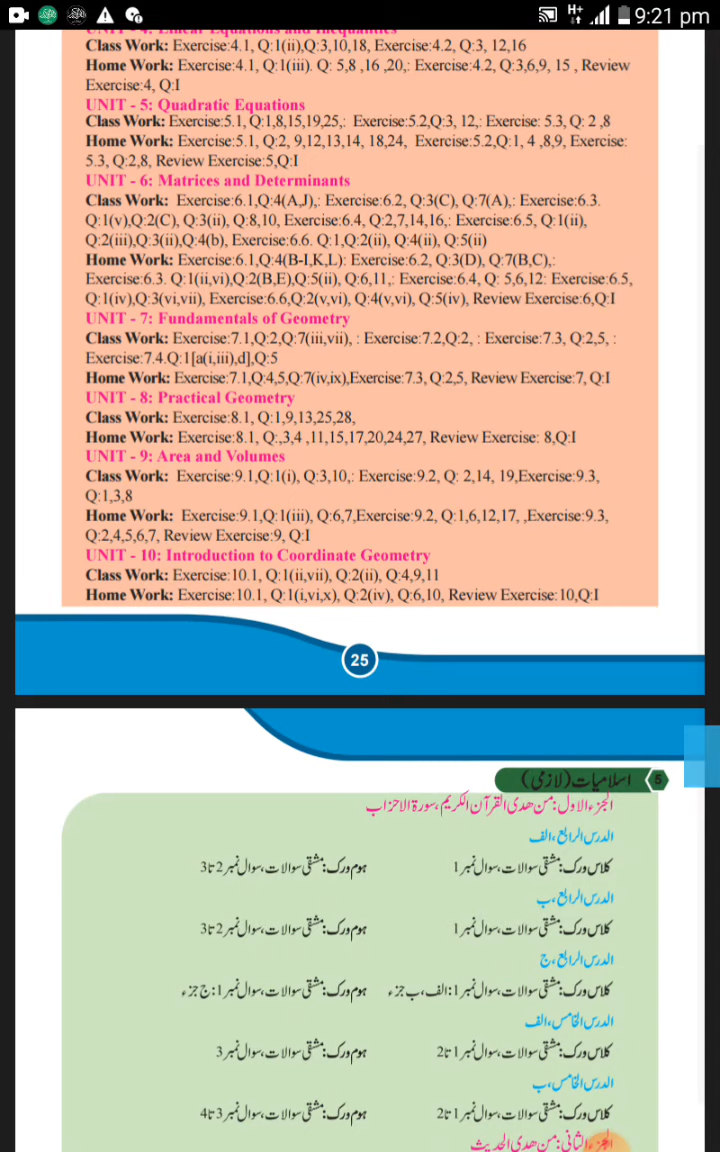 9:21 pm
UNIT - 4: Linear Equations and Inequalities
Class Work: Exercise:4.1, Q:1(ii),Q:3,10,18, Exercise:4.2, Q:3, 12,16
Home Work: Exercise:4.1, Q:1(iii). Q: 5,8 ,16 ,20,: Exercise:4.2, Q:3,6,9, 15 , Review
Exercise:4, Q:I
UNIT - 5: Quadratic Equations
Class Work: Exercise:5.1, Q:1,8,15,19,25,: Exercise:5.2,Q:3, 12,: Exercise: 5.3, Q: 2 ,8
Home Work: Exercise:5.1, Q:2, 9,12,13,14, 18,24, Exercise:5.2,Q:1, 4 ,8,9, Exercise:
5.3, Q:2,8, Review Exercise:5,Q:I
UNIT - 6: Matrices and Determinants
Class Work: Exercise:6.1,Q:4(A,J),: Exercise:6.2, Q:3(C), Q:7(A),: Exercise:6.3.
Q:1(v),Q:2(C), Q:3(ii), Q:8,10, Exercise:6.4, Q:2,7,14,16,: Exercise:6.5, Q:1(ii),
Q:2(iii),Q:3(ii),Q:4(b), Exercise:6.6. Q:1,Q:2(ii), Q:4(ii), Q:5(ii)
Home Work: Exercise:6.1,Q:4(B-I,K,L): Exercise:6.2, Q:3(D), Q:7(B,C),:
Exercise:6.3. Q:1(ii,vi),Q:2(B,E),Q:5(ii), Q:6,11,: Exercise:6.4, Q: 5,6,12: Exercise:6.5,
Q:1(iv),Q:3(vi,vii), Exercise:6.6,Q:2(v,vi), Q:4(v,vi), Q:5(iv), Review Exercise:6,Q:I
UNIT - 7: Fundamentals of Geometry
Class Work: Exercise:7.1,Q:2,Q:7(iii,vii), : Exercise:7.2,Q:2, : Exercise:7.3, Q:2,5, :
Exercise:7.4.Q:1[a(i,iii),d],Q:5
Home Work: Exercise:7.1,Q:4,5,Q:7(iv,ix),Exercise:7.3, Q:2,5, Review Exercise:7, Q:I
UNIT - 8: Practical Geometry
Class Work: Exercise:8.1, Q:1,9,13,25,28,
Home Work: Exercise:8.1, Q:,3,4 ,11,15,17,20,24,27, Review Exercise: 8,Q:I
UNIT - 9: Area and Volumes
Class Work: Exercise:9.1,Q:1(i), Q:3,10,: Exercise:9.2, Q: 2,14, 19,Exercise:9.3,
Q:1,3,8
Home Work: Exercise:9.1,Q:1(iii), Q:6,7,Exercise:9.2, Q:1,6,12,17, ,Exercise:9.3,
Q:2,4,5,6,7, Review Exercise:9, Q:I
UNIT - 10: Introduction to Coordinate Geometry
Class Work: Exercise:10.1, Q:1(ii,vii), Q:2(ii), Q:4,9,11
Home Work: Exercise:10.1, Q:1(i,vi,x), Q:2(iv), Q:6,10, Review Exercise:10,Q:I
25
5 اسلامیات (لازمی)
الجزء الاول: من ھدی القرآن الکریم، سورۃ الاحزاب
الدرس الرابع، الف
کلاس ورک: مشقی سوالات، سوال نمبر 1 ہوم ورک: مشقی سوالات، سوال نمبر 2 تا 3
الدرس الرابع، ب
کلاس ورک: مشقی سوالات، سوال نمبر 1 ہوم ورک: مشقی سوالات، سوال نمبر 2 تا 3
الدرس الرابع، ج
کلاس ورک: مشقی سوالات، سوال نمبر 1: الف، ب جزء ہوم ورک: مشقی سوالات، سوال نمبر 1: ج جزء
الدرس الخامس، الف
کلاس ورک: مشقی سوالات، سوال نمبر 1 تا 2 ہوم ورک: مشقی سوالات، سوال نمبر 3
الدرس الخامس، ب
کلاس ورک: مشقی سوالات، سوال نمبر 1 تا 2 ہوم ورک: مشقی سوالات، سوال نمبر 3 تا 4
الجزء الثانی: من ھدی الحدیث